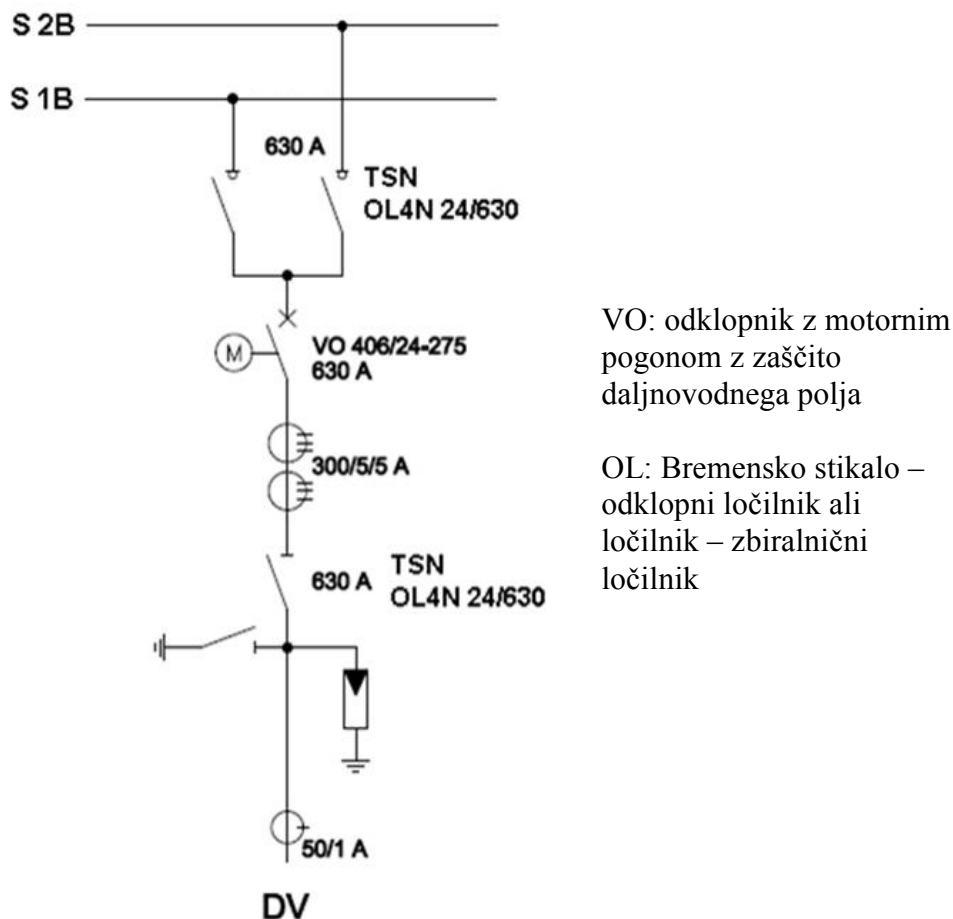 S 2B
S 1B
630 A
TSN
OL4N 24/630
M
VO 406/24-275
630 A
300/5/5 A
630 A
TSN
OL4N 24/630
50/1 A
DV
VO: odklopnik z motornim
pogonom z zaščito
daljnovodnega polja
OL: Bremensko stikalo –
odklopni ločilnik ali
ločilnik – zbiralnični
ločilnik